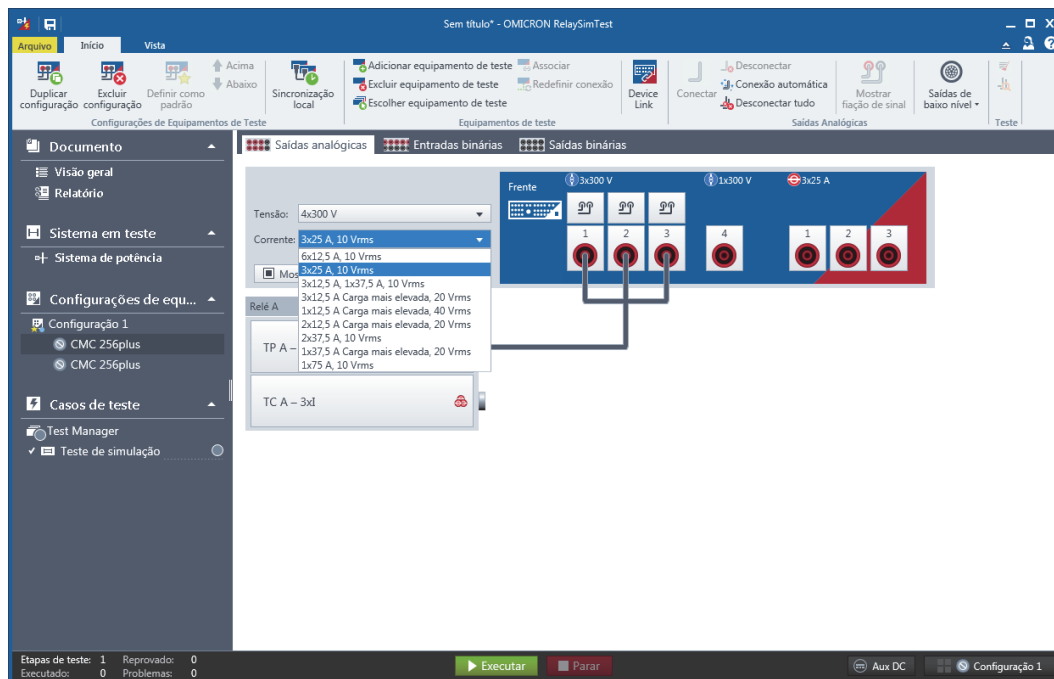 Sem título* - OMICRON RelaySimTest
Arquivo Início Vista
Duplicar configuração
Excluir configuração
Definir como padrão
Acima
Abaixo
Configurações de Equipamentos de Teste
Sincronização local
Adicionar equipamento de teste
Excluir equipamento de teste
Escolher equipamento de teste
Associar
Redefinir conexão
Device Link
Equipamentos de teste
Conectar
Desconectar
Conexão automática
Desconectar tudo
Mostrar fiação de sinal
Saídas de baixo nível
Saídas Analógicas
Teste
Documento
Visão geral
Relatório
Sistema em teste
Sistema de potência
Configurações de equ...
Configuração 1
CMC 256plus
CMC 256plus
Casos de teste
Test Manager
Teste de simulação
Saídas analógicas Entradas binárias Saídas binárias
Tensão: 4x300 V
Corrente: 3x25 A, 10 Vrms
6x12,5 A, 10 Vrms
3x25 A, 10 Vrms
3x12,5 A, 1x37,5 A, 10 Vrms
3x12,5 A Carga mais elevada, 20 Vrms
1x12,5 A Carga mais elevada, 40 Vrms
2x12,5 A Carga mais elevada, 20 Vrms
2x37,5 A, 10 Vrms
1x37,5 A Carga mais elevada, 20 Vrms
1x75 A, 10 Vrms
Mos
Relé A
TP A –
TC A – 3xI
Frente
3x300 V 1x300 V 3x25 A
1 2 3 4 1 2 3
Etapas de teste: 1 Reprovado: 0
Executado: 0 Problemas: 0
Executar Parar
Aux DC Configuração 1